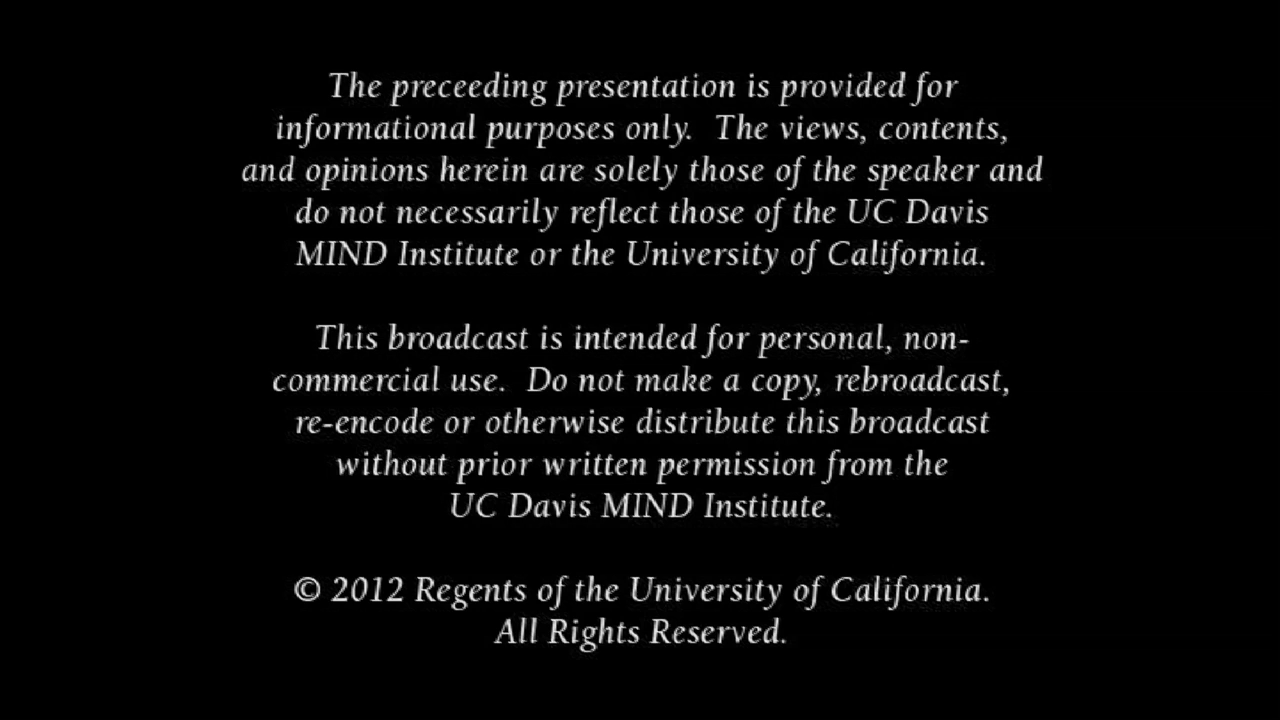 The preceeding presentation is provided for
informational purposes only.  The views, contents,
and opinions herein are solely those of the speaker and
do not necessarily reflect those of the UC Davis
MIND Institute or the University of California.
This broadcast is intended for personal, non-
commercial use.  Do not make a copy, rebroadcast,
re-encode or otherwise distribute this broadcast
without prior written permission from the
UC Davis MIND Institute.
© 2012 Regents of the University of California.
All Rights Reserved.